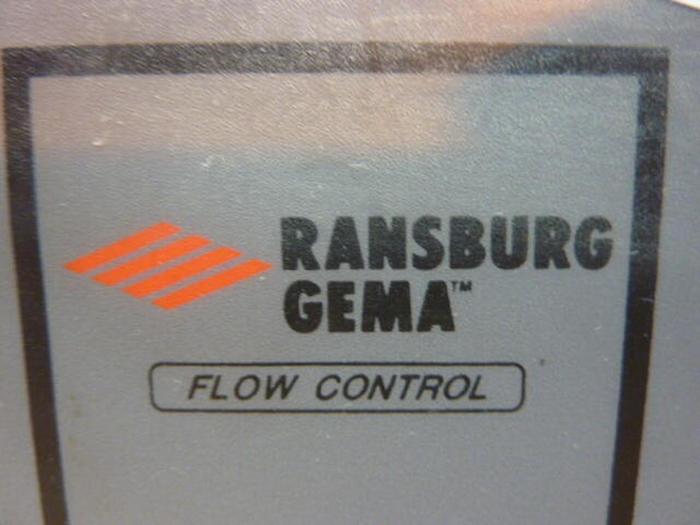 RANSBURG
GEMA™
FLOW CONTROL